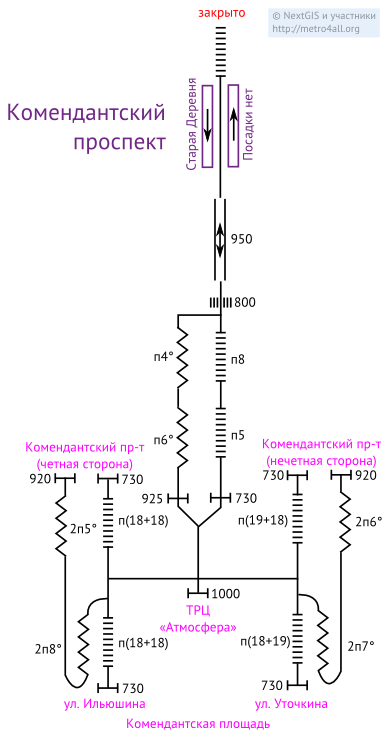 закрыто
© NextGIS и участники
http://metro4all.org
Комендантский
проспект
Старая Деревня
Посадки нет
950
800
п4°
п8
п6°
п5
Комендантский пр-т
(четная сторона)
Комендантский пр-т
(нечетная сторона)
920
730
925
730
730
920
2п5°
п(18+18)
п(19+18)
2п6°
1000
ТРЦ
«Атмосфера»
2п8°
п(18+18)
п(18+19)
2п7°
730
730
ул. Ильюшина
ул. Уточкина
Комендантская площадь